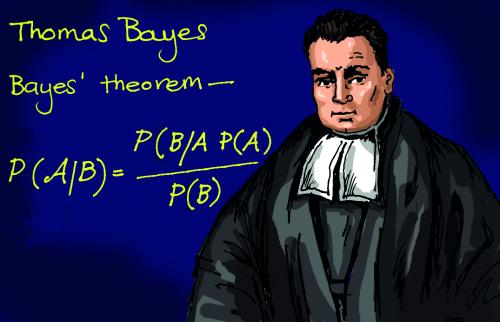 Thomas Bayes
Bayes' theorem —
P(A/B) = P(B/A P(A)
P(B)